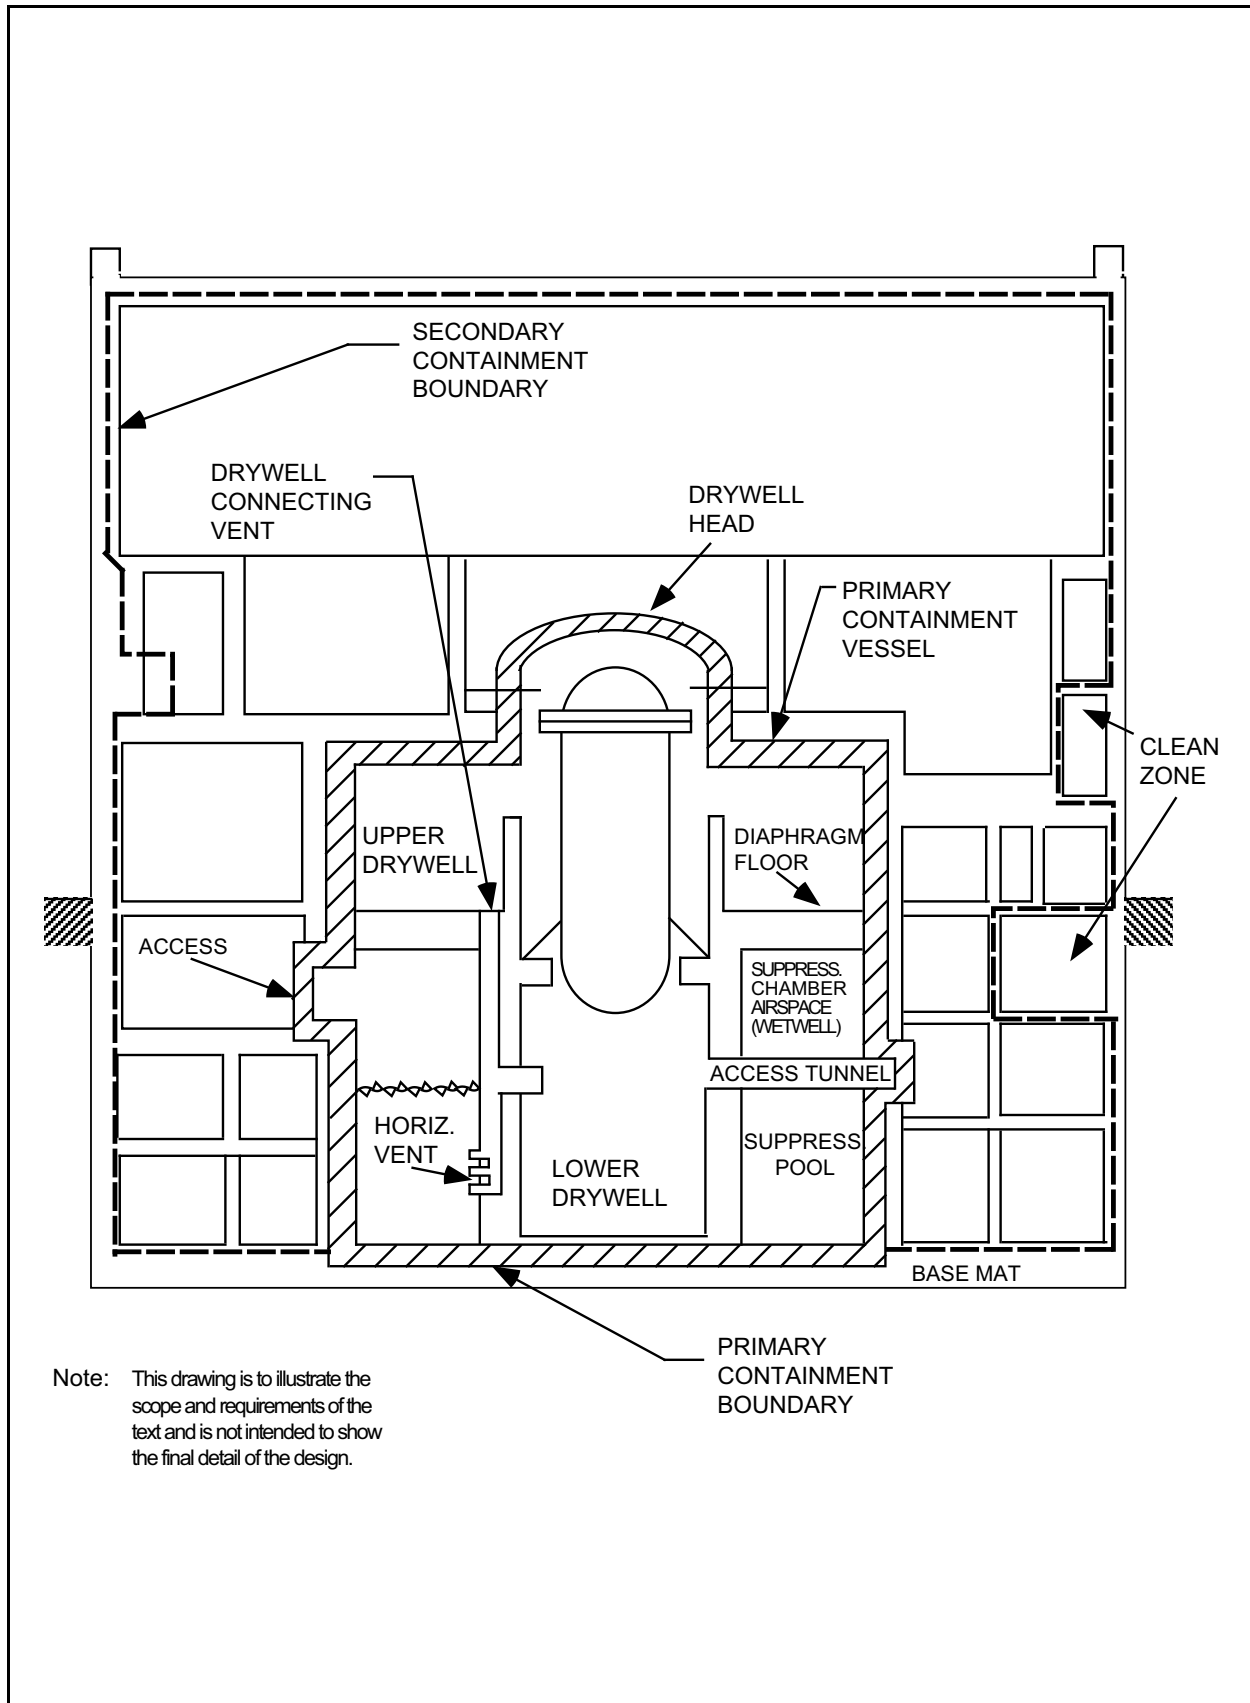 SECONDARY
CONTAINMENT
BOUNDARY
DRYWELL
CONNECTING
VENT
DRYWELL
HEAD
PRIMARY
CONTAINMENT
VESSEL
CLEAN
ZONE
UPPER
DRYWELL
DIAPHRAGM
FLOOR
ACCESS
SUPPRESS.
CHAMBER
AIRSPACE
(WETWELL)
ACCESS TUNNEL
HORIZ.
VENT
LOWER
DRYWELL
SUPPRESS.
POOL
BASE MAT
PRIMARY
CONTAINMENT
BOUNDARY
Note: This drawing is to illustrate the
scope and requirements of the
text and is not intended to show
the final detail of the design.